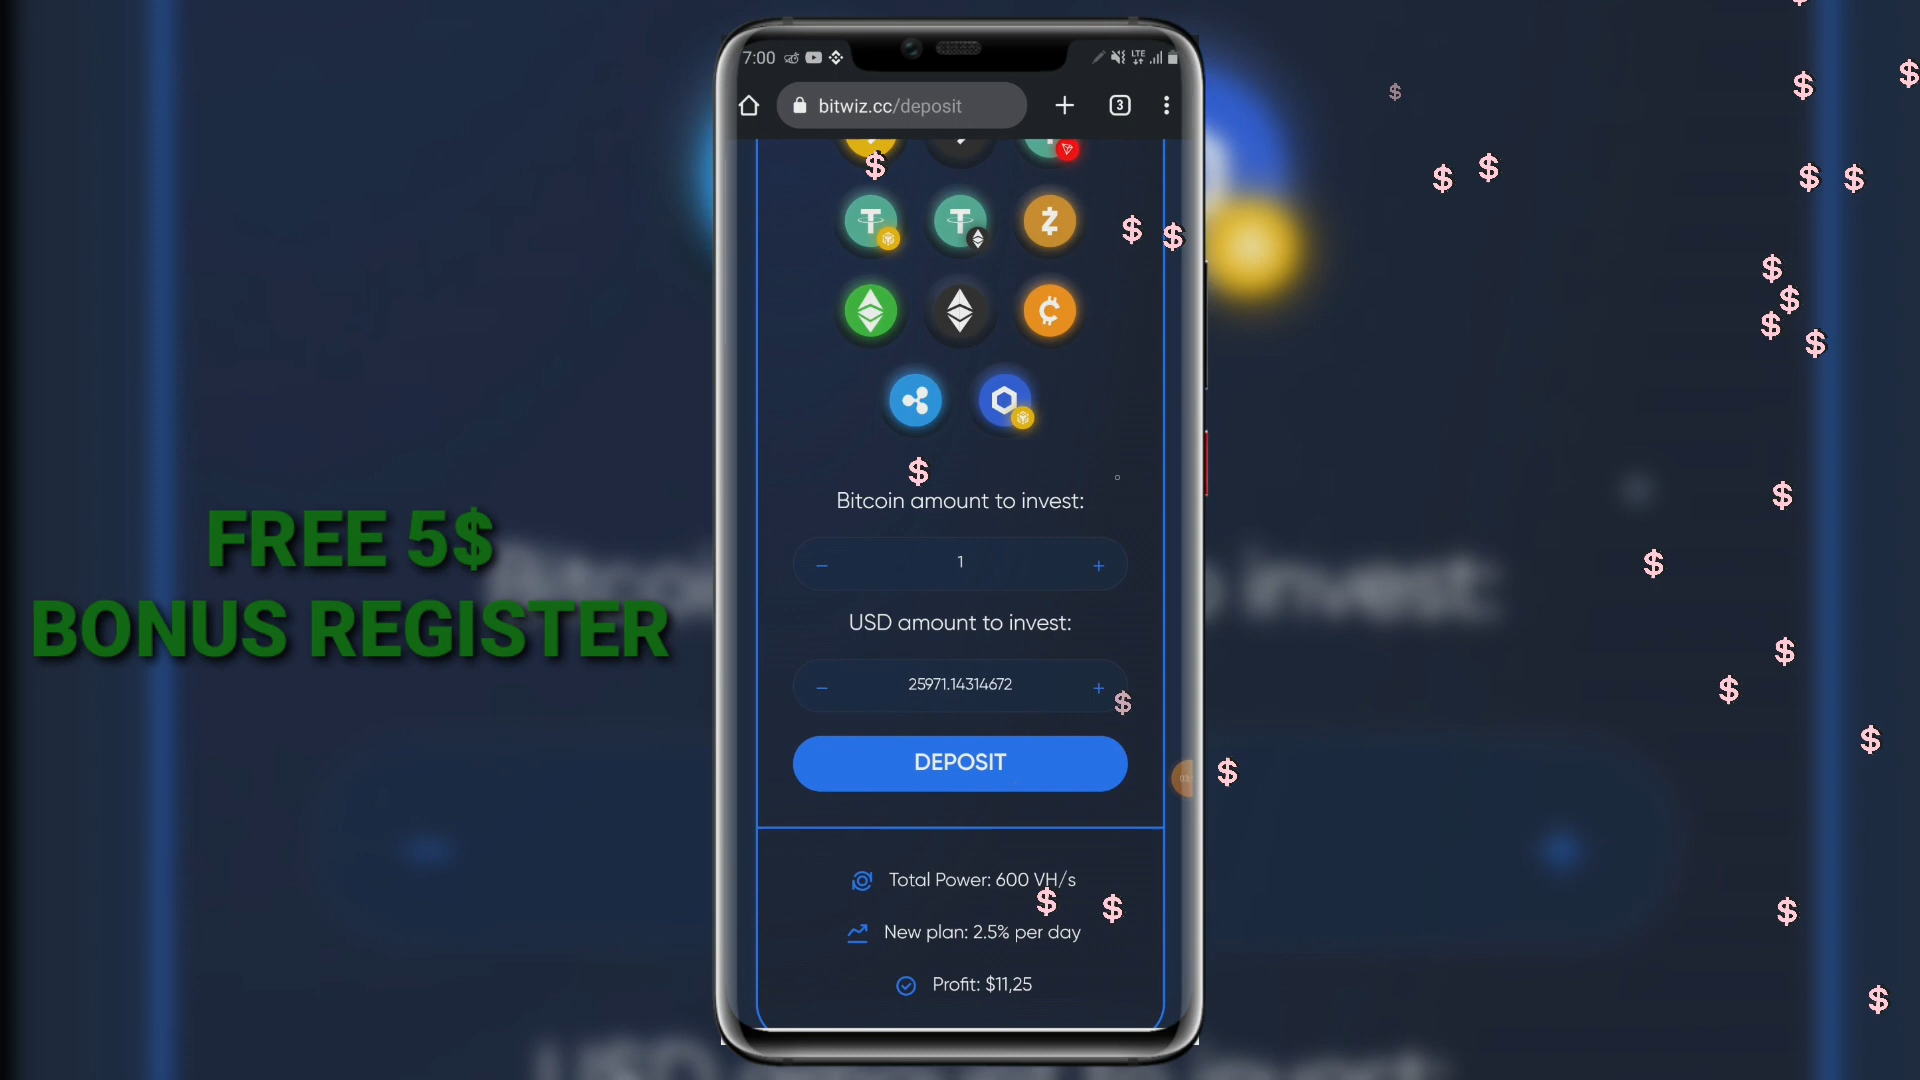 7:00
LTE
bitwiz.cc/deposit
3
Bitcoin amount to invest:
1
USD amount to invest:
25971.14314672
DEPOSIT
Total Power: 600 VH/s
New plan: 2.5% per day
Profit: $11,25
FREE 5$
BONUS REGISTER